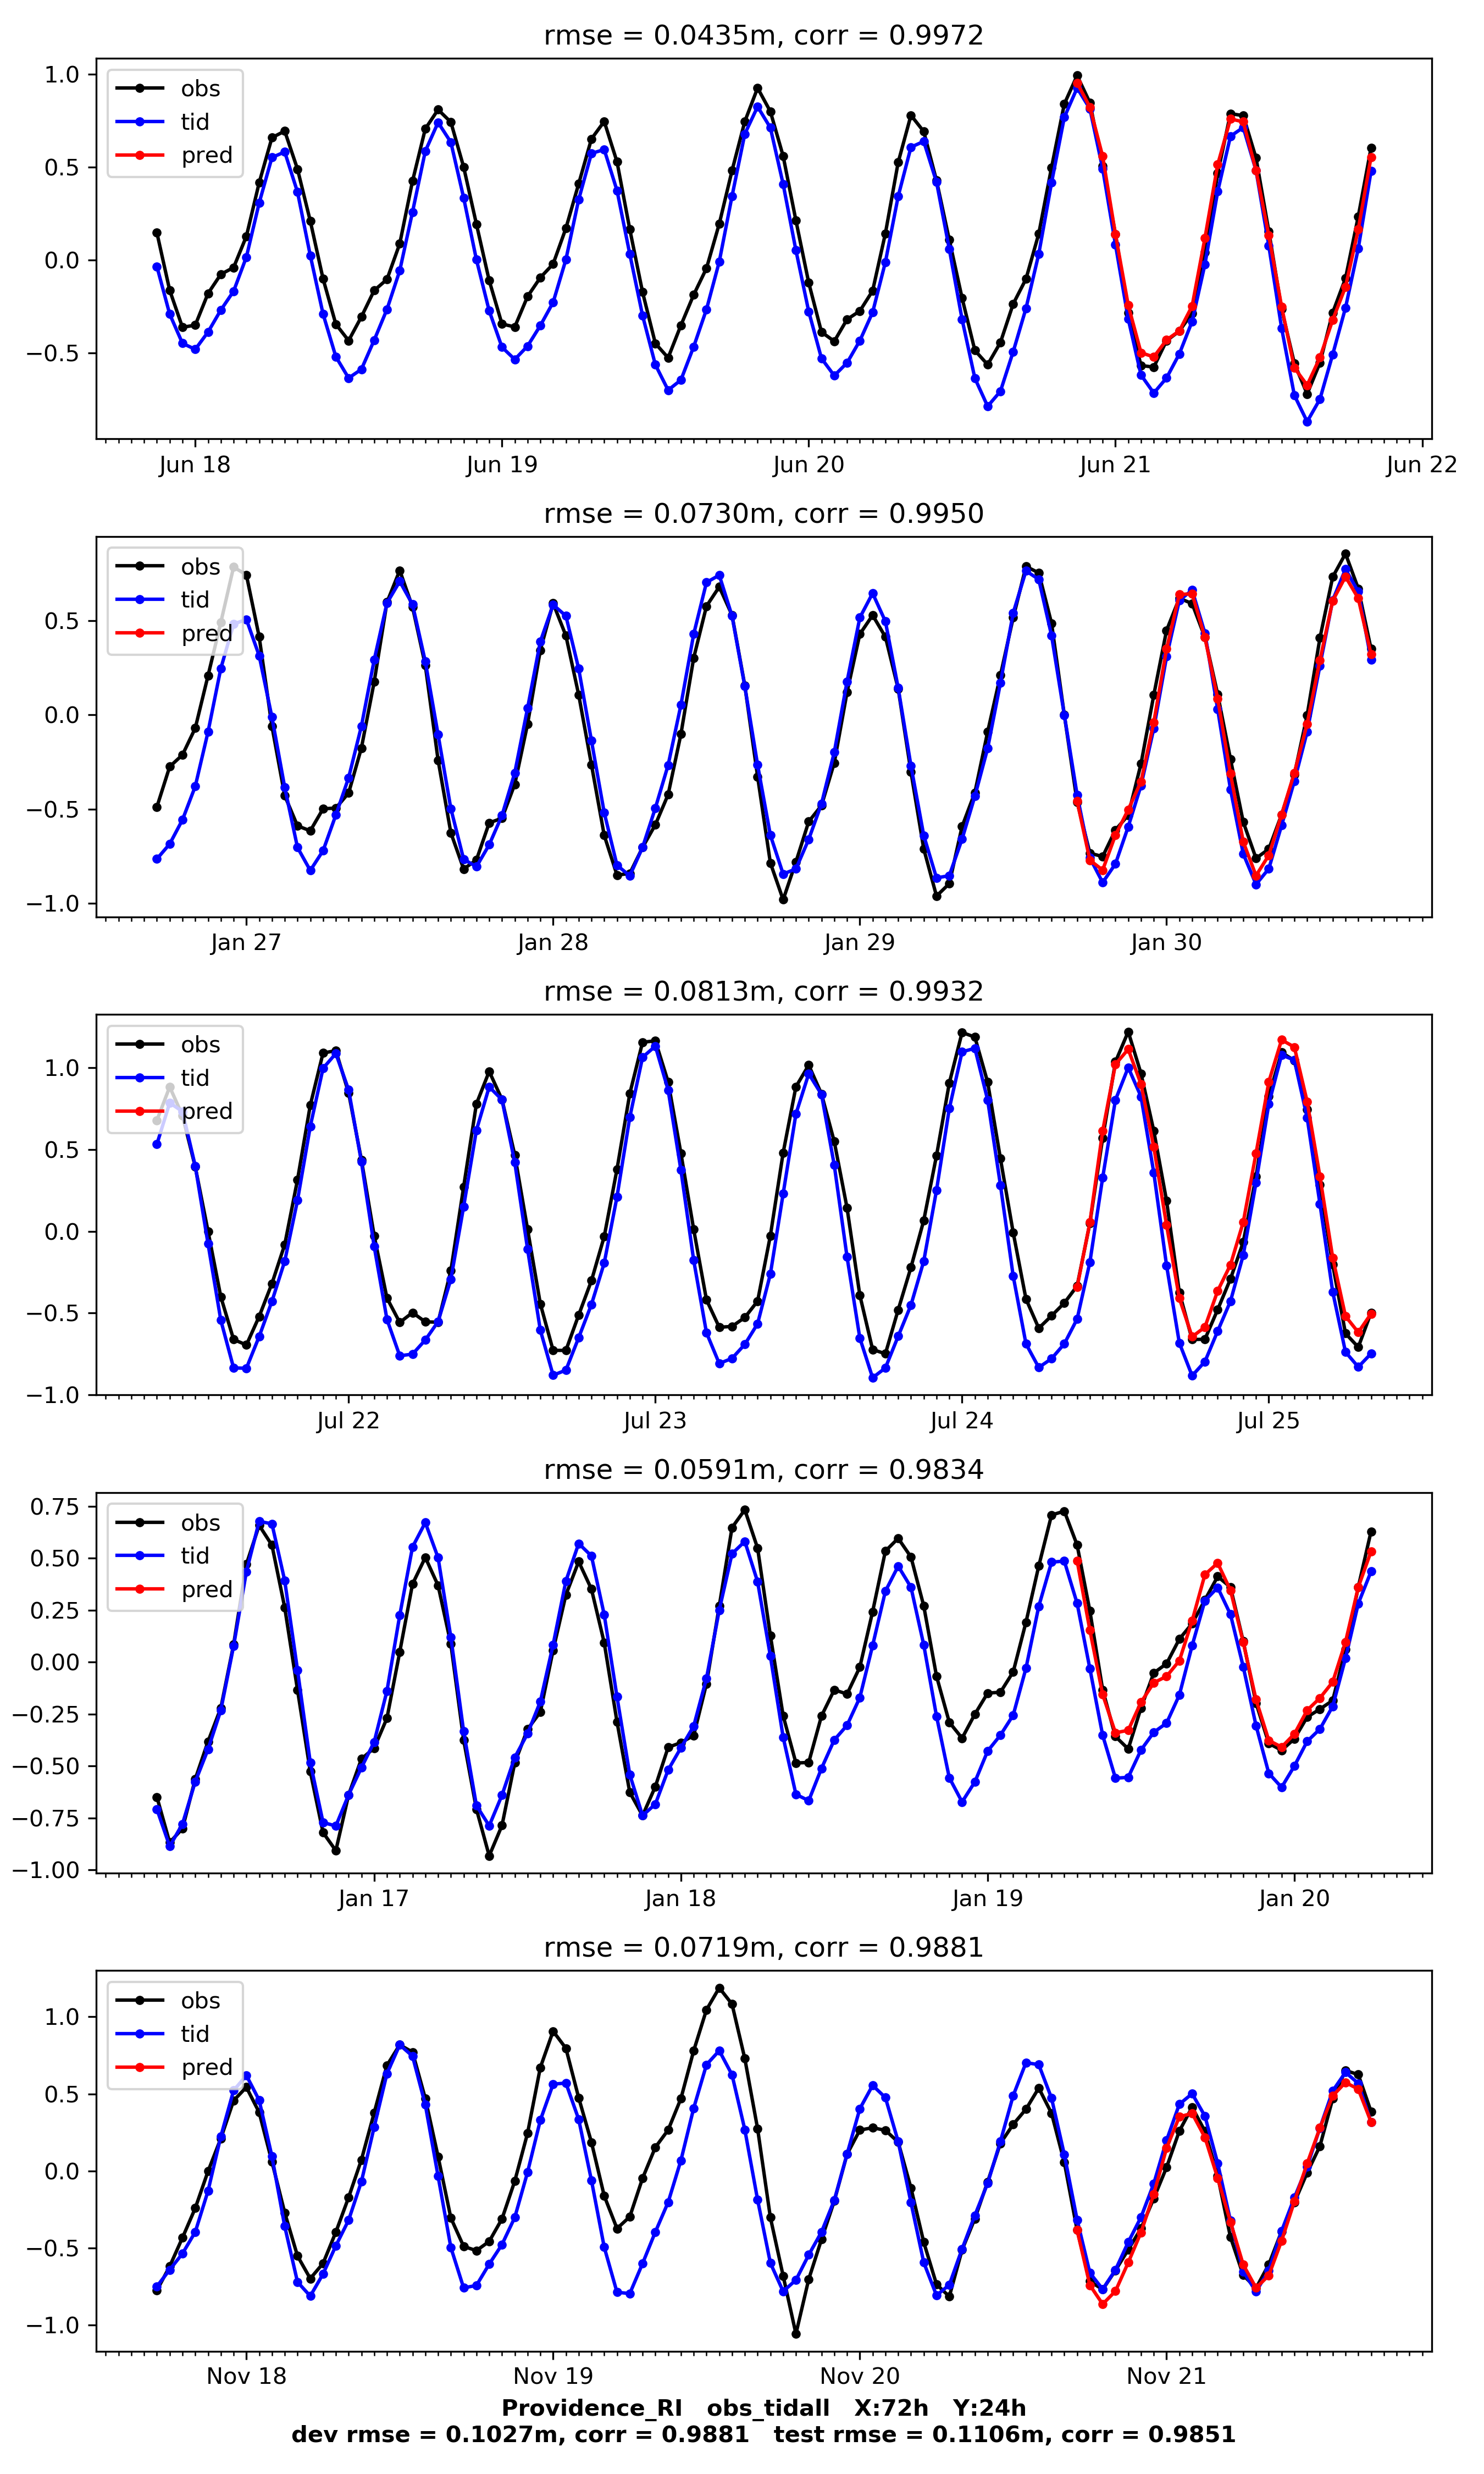 rmse = 0.0435m, corr = 0.9972
1.0
0.5
0.0
−0.5
obs
tid
pred
Jun 18 Jun 19 Jun 20 Jun 21 Jun 22
rmse = 0.0730m, corr = 0.9950
0.5
0.0
−0.5
−1.0
obs
tid
pred
Jan 27 Jan 28 Jan 29 Jan 30
rmse = 0.0813m, corr = 0.9932
1.0
0.5
0.0
−0.5
−1.0
obs
tid
pred
Jul 22 Jul 23 Jul 24 Jul 25
rmse = 0.0591m, corr = 0.9834
0.75
0.50
0.25
0.00
−0.25
−0.50
−0.75
−1.00
obs
tid
pred
Jan 17 Jan 18 Jan 19 Jan 20
rmse = 0.0719m, corr = 0.9881
1.0
0.5
0.0
−0.5
−1.0
obs
tid
pred
Nov 18 Nov 19 Nov 20 Nov 21
Providence_RI obs_tidall X:72h Y:24h
dev rmse = 0.1027m, corr = 0.9881 test rmse = 0.1106m, corr = 0.9851